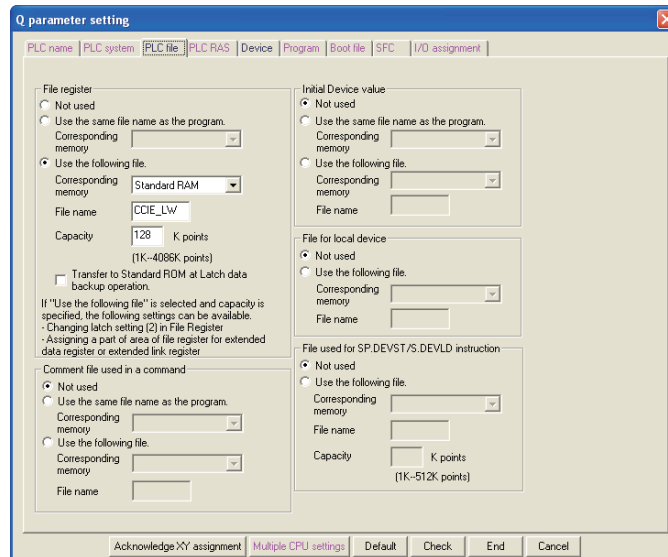 Q parameter setting
PLC name PLC system PLC file PLC RAS Device Program Boot file SFC I/O assignment
File register
Not used
Use the same file name as the program.
Corresponding
memory
Use the following file.
Corresponding
memory
Standard RAM
File name
CCIE_LW
Capacity
128
K points
(1K--4086K points)
Transfer to Standard ROM at Latch data
backup operation.
If "Use the following file" is selected and capacity is
specified, the following settings can be available.
- Changing latch setting (2) in File Register
- Assigning a part of area of file register for extended
data register or extended link register
Comment file used in a command
Not used
Use the same file name as the program.
Corresponding
memory
Use the following file.
Corresponding
memory
File name
Initial Device value
Not used
Use the same file name as the program.
Corresponding
memory
Use the following file.
Corresponding
memory
File name
File for local device
Not used
Use the following file.
Corresponding
memory
File name
File used for SP.DEVST/S.DEVLD instruction
Not used
Use the following file.
Corresponding
memory
File name
Capacity
K points
(1K--512K points)
Acknowledge XY assignment Multiple CPU settings Default Check End Cancel